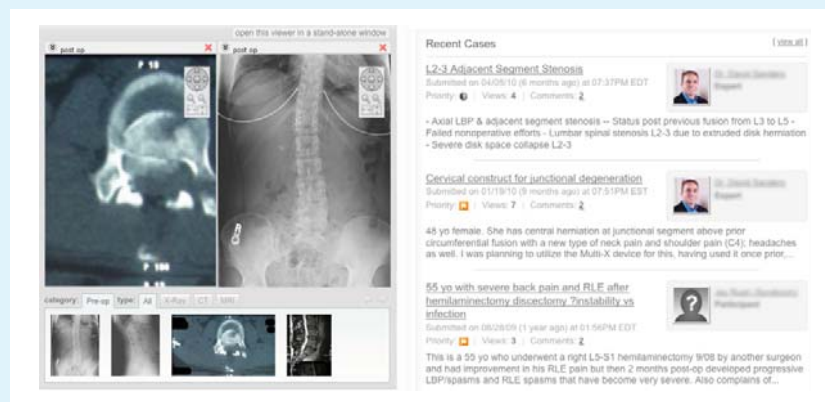 open this viewer in a stand-alone window
post op
post op
P 10
P 186
category: Pre-op type: All X-Ray CT MRI
Recent Cases
[ view all ]
L2-3 Adjacent Segment Stenosis
Submitted on 04/05/10 (6 months ago) at 07:37PM EDT
Priority: | Views: 4 | Comments: 2
Expert
- Axial LBP & adjacent segment stenosis -- Status post previous fusion from L3 to L5 -
Failed nonoperative efforts - Lumbar spinal stenosis L2-3 due to extruded disk herniation
- Severe disk space collapse L2-3
Cervical construct for junctional degeneration
Submitted on 01/19/10 (9 months ago) at 07:51PM EST
Priority: | Views: 7 | Comments: 2
Expert
48 yo female. She has central herniation at junctional segment above prior
circumferential fusion with a new type of neck pain and shoulder pain (C4); headaches
as well. I was planning to utilize the Multi-X device for this, having used it once prior,...
55 yo with severe back pain and RLE after
hemilaminectomy discectomy ?instability vs
infection
Submitted on 08/28/09 (1 year ago) at 01:56PM EDT
Priority: | Views: 3 | Comments: 2
Participant
This is a 55 yo who underwent a right L5-S1 hemilaminectomy 9/08 by another surgeon
and had improvement in his RLE pain but then 2 months post-op developed progressive
LBP/spasms and RLE spasms that have become very severe. Also complains of...